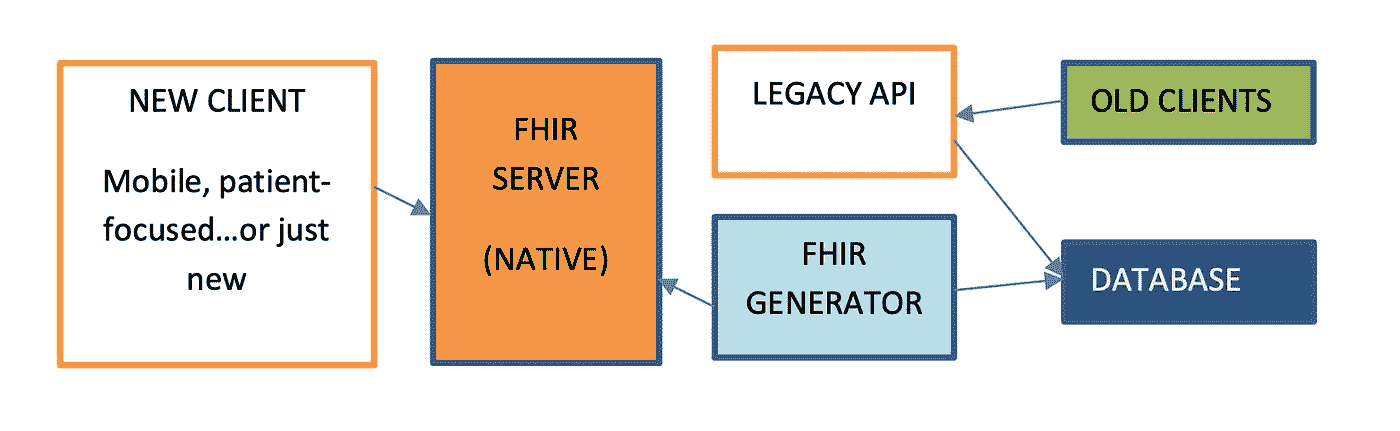 NEW CLIENT
Mobile, patient-
focused...or just
new
FHIR
SERVER
(NATIVE)
LEGACY API
FHIR
GENERATOR
OLD CLIENTS
DATABASE